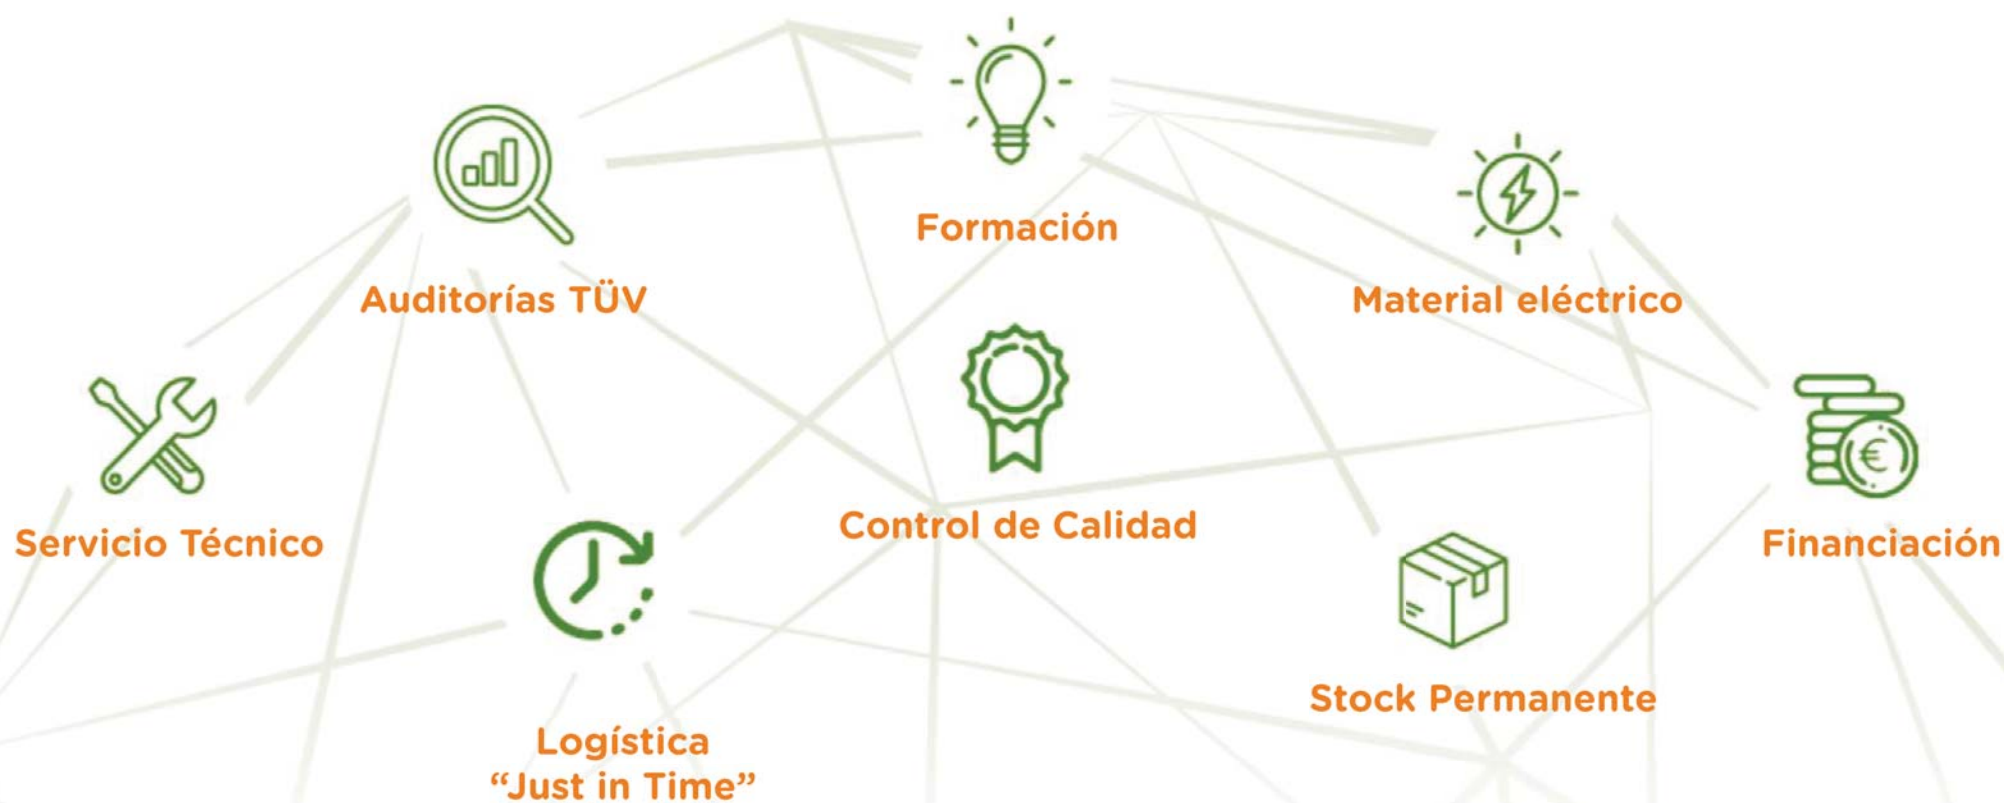 Formación
Auditorías TÜV
Material eléctrico
Control de Calidad
Servicio Técnico
Financiación
Stock Permanente
Logística
“Just in Time”